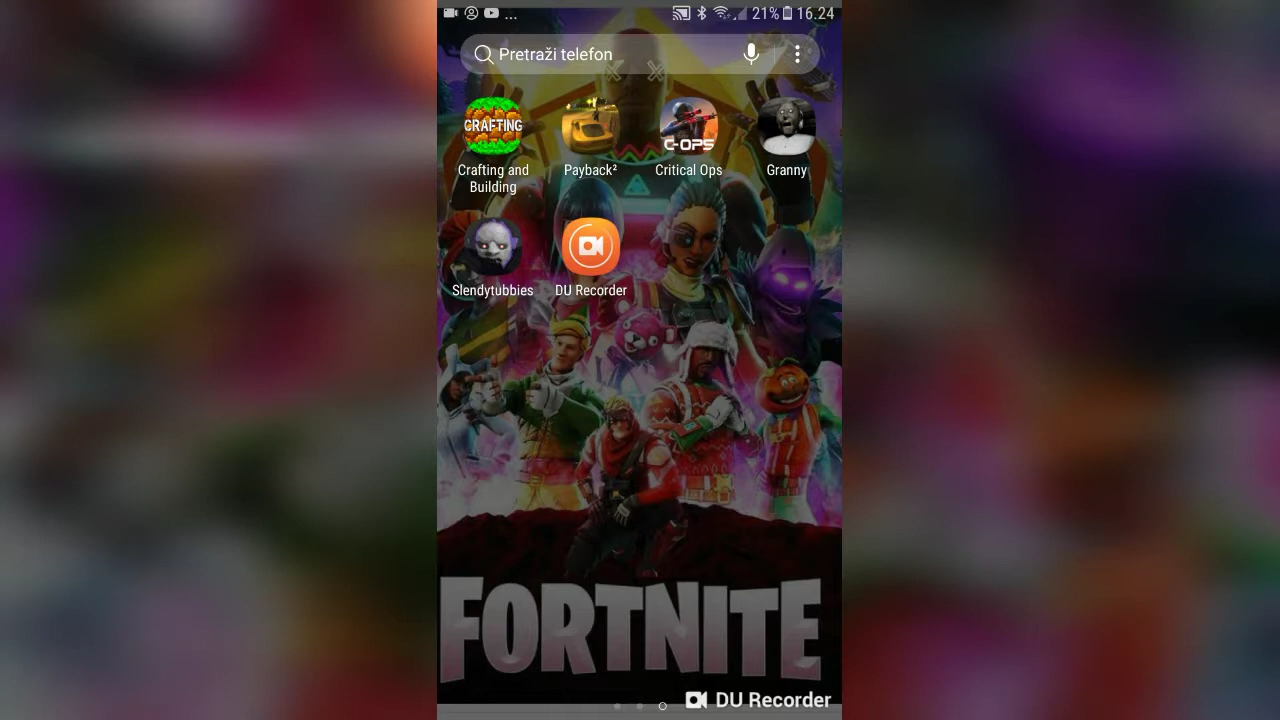 ... 21% 16.24
Pretraži telefon
CRAFTING
C-OPS
Crafting and
Building
Payback²
Critical Ops
Granny
Slendytubbies
DU Recorder
FORTNITE
DU Recorder